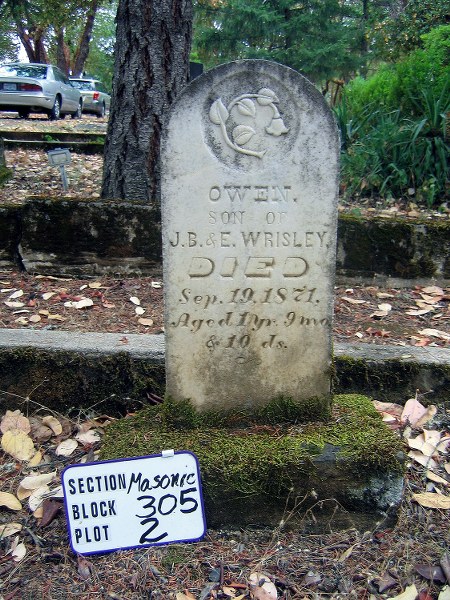 OWEN.
SON OF
J.B. & E. WRISLEY,
DIED
Sep. 19, 1871,
Aged 1 yr. 9 mo
& 10 ds.
SECTION Masonic
BLOCK 305
PLOT 2